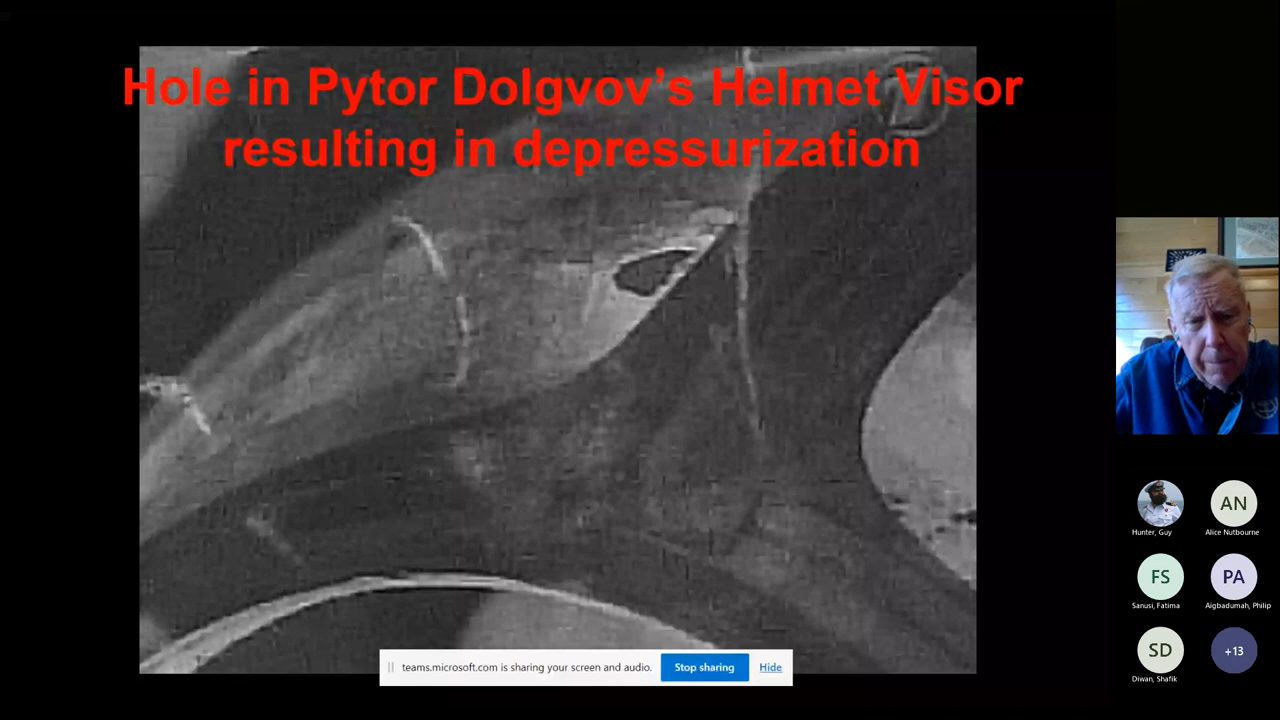 Hole in Pytor Dolgvov's Helmet Visor
resulting in depressurization
teams.microsoft.com is sharing your screen and audio.
Stop sharing
Hide
Hunter, Guy
AN
Alice Nutbourne
FS
Sanusi, Fatima
PA
Aigbadumah, Philip
SD
Diwan, Shafik
+13